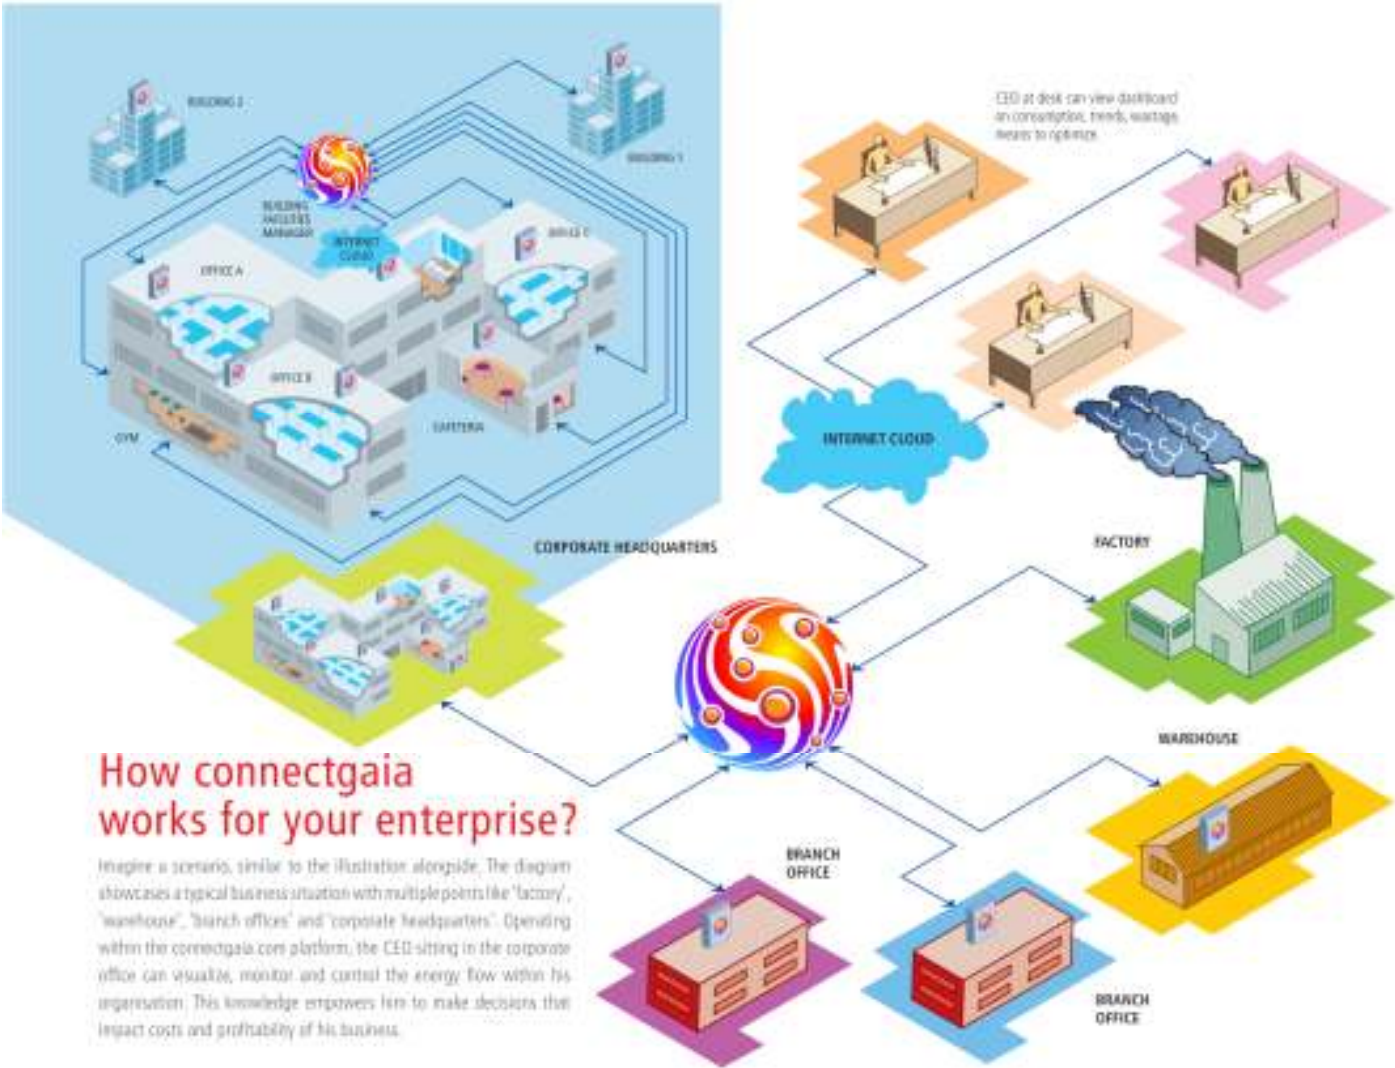 BUILDING 2
BUILDING 1
BUILDING
FACILITIES
MANAGER
INTERNET
CLOUD
OFFICE A
OFFICE C
OFFICE B
GYM
CAFETERIA
CORPORATE HEADQUARTERS
CEO at desk can view dashboard
on consumption, trends, wastage,
means to optimize.
INTERNET CLOUD
FACTORY
WAREHOUSE
BRANCH
OFFICE
BRANCH
OFFICE
How connectgaia
works for your enterprise?
Imagine a scenario, similar to the illustration alongside. The diagram
showcases a typical business situation with multiple points like 'factory',
'warehouse', 'branch offices' and 'corporate headquarters'. Operating
within the connectgaia.com platform, the CEO sitting in the corporate
office can visualize, monitor and control the energy flow within his
organisation. This knowledge empowers him to make decisions that
impact costs and profitability of his business.